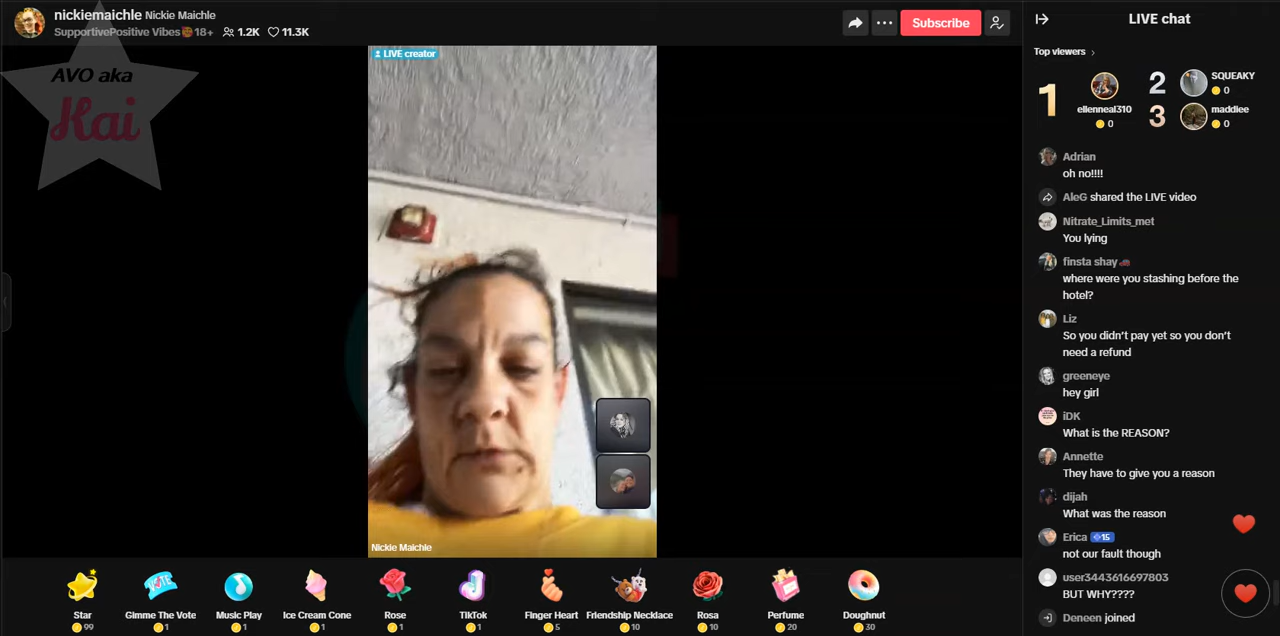 nickiemaichle Nickie Maichle
SupportivePositive Vibes 18+ 1.2K 11.3K
Subscribe
AVO aka
Kai
LIVE creator
Nickie Maichle
Star
99
Gimme The Vote
1
Music Play
1
Ice Cream Cone
1
Rose
1
TikTok
1
Finger Heart
5
Friendship Necklace
10
Rosa
10
Perfume
20
Doughnut
30
LIVE chat
Top viewers
1
ellenneal310
0
2
SQUEAKY
0
3
maddlee
0
Adrian
oh no!!!!
AleG shared the LIVE video
Nitrate_Limits_met
You lying
finsta shay
where were you stashing before the
hotel?
Liz
So you didn't pay yet so you don't
need a refund
greeneye
hey girl
iDK
What is the REASON?
Annette
They have to give you a reason
dijah
What was the reason
Erica 15
not our fault though
user3443616697803
BUT WHY????
Deneen joined